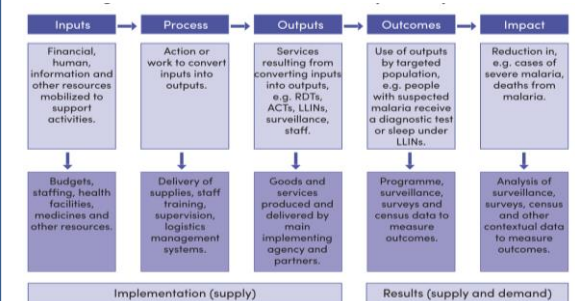 Inputs
Process
Outputs
Outcomes
Impact
Financial,
human,
information and
other resources
mobilized to
support
activities.
Action or
work to convert
inputs into
outputs.
Services
resulting from
converting inputs
into outputs,
e.g. RDTs,
ACTs, LLINs,
surveillance,
staff.
Use of outputs
by targeted
population,
e.g. people
with suspected
malaria receive
a diagnostic test
or sleep under
LLINs.
Reduction in,
e.g. cases of
severe malaria,
deaths from
malaria.
Budgets,
staffing, health
facilities,
medicines and
other resources.
Delivery of
supplies, staff
training,
supervision,
logistics
management
systems.
Goods and
services
produced and
delivered by
main
implementing
agency and
partners.
Programme,
surveillance,
surveys and
census data to
measure
outcomes.
Analysis of
surveillance,
surveys, census
and other
contextual data
to measure
outcomes.
Implementation (supply)
Results (supply and demand)